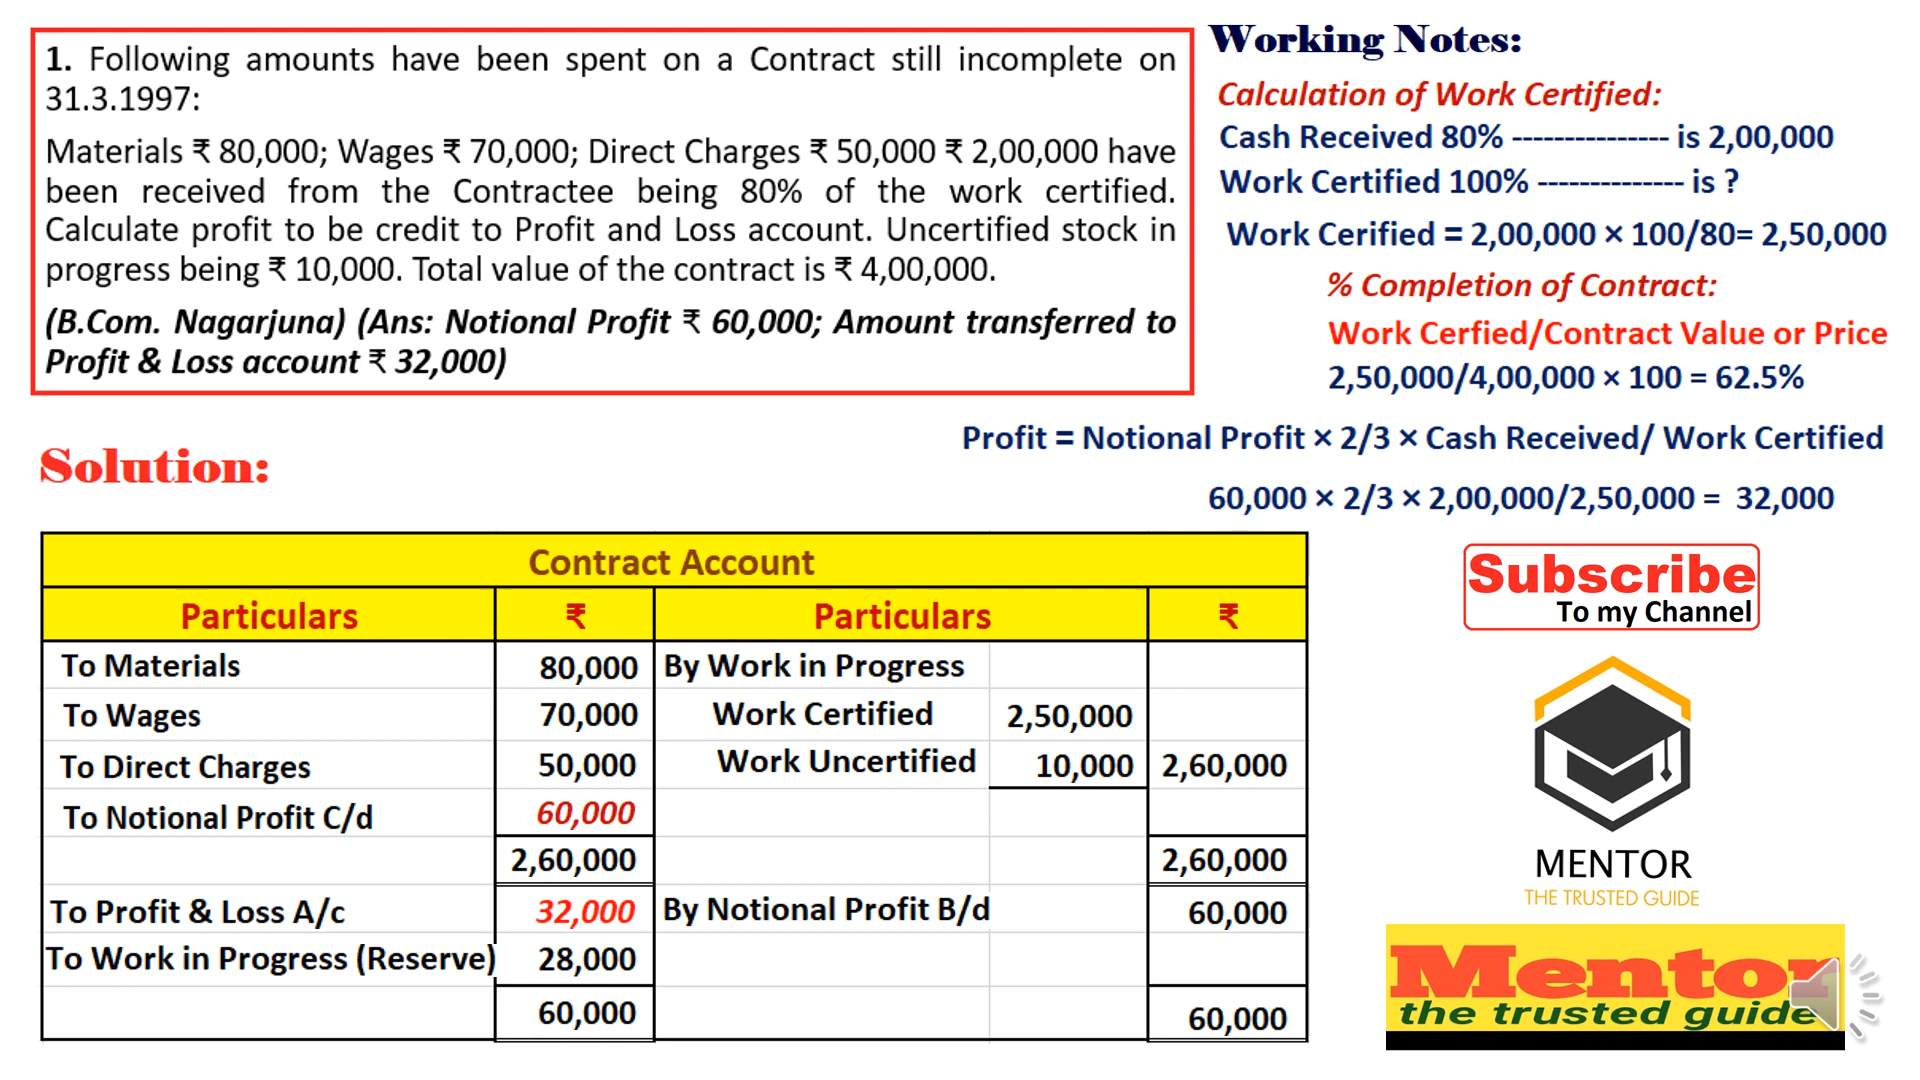 1. Following amounts have been spent on a Contract still incomplete on
31.3.1997:
Materials ₹ 80,000; Wages ₹ 70,000; Direct Charges ₹ 50,000 ₹ 2,00,000 have
been received from the Contractee being 80% of the work certified.
Calculate profit to be credit to Profit and Loss account. Uncertified stock in
progress being ₹ 10,000. Total value of the contract is ₹ 4,00,000.
(B.Com. Nagarjuna) (Ans: Notional Profit ₹ 60,000; Amount transferred to
Profit & Loss account ₹ 32,000)
Working Notes:
Calculation of Work Certified:
Cash Received 80% --------------- is 2,00,000
Work Certified 100% -------------- is ?
Work Cerified = 2,00,000 × 100/80= 2,50,000
% Completion of Contract:
Work Cerfied/Contract Value or Price
2,50,000/4,00,000 × 100 = 62.5%
Profit = Notional Profit × 2/3 × Cash Received/ Work Certified
60,000 × 2/3 × 2,00,000/2,50,000 = 32,000
Solution:
Contract Account
Particulars ₹ Particulars ₹
To Materials 80,000 By Work in Progress
To Wages 70,000 Work Certified 2,50,000
To Direct Charges 50,000 Work Uncertified 10,000 2,60,000
To Notional Profit C/d 60,000
2,60,000 2,60,000
To Profit & Loss A/c 32,000 By Notional Profit B/d 60,000
To Work in Progress (Reserve) 28,000
60,000 60,000
Subscribe
To my Channel
MENTOR
THE TRUSTED GUIDE
Mentor
the trusted guide